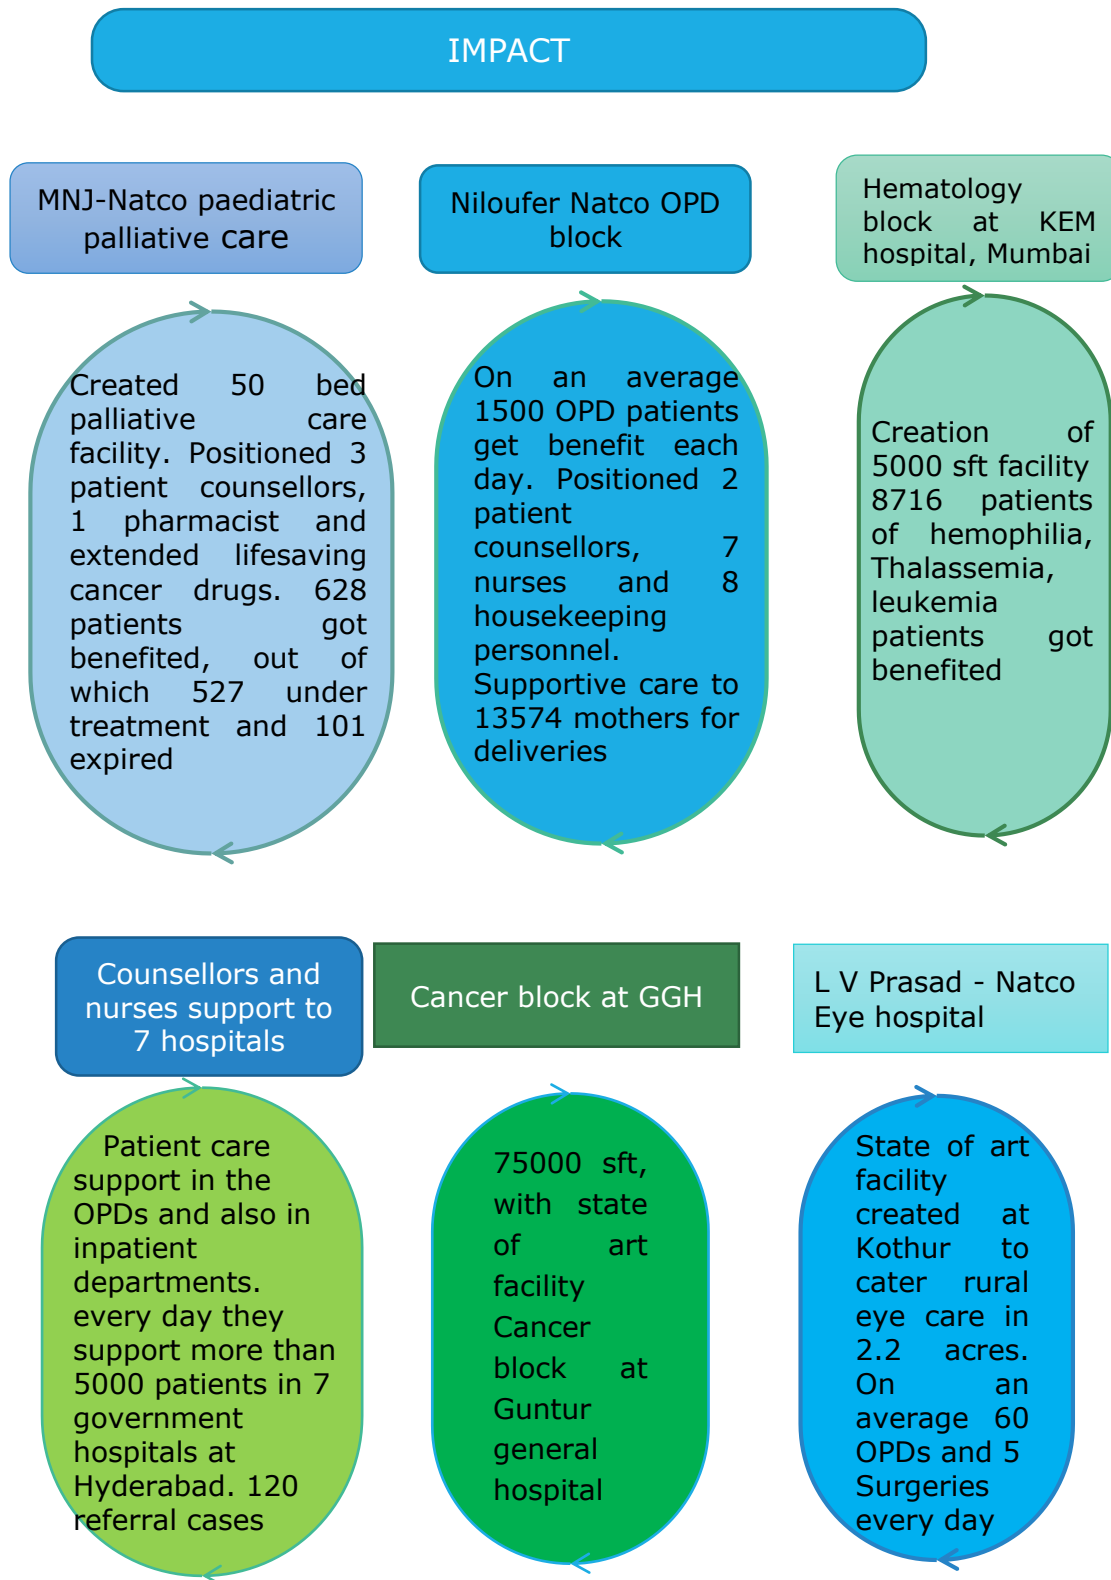 IMPACT
MNJ-Natco paediatric
palliative care
Created 50 bed
palliative care
facility. Positioned 3
patient counsellors,
1 pharmacist and
extended lifesaving
cancer drugs. 628
patients got
benefited, out of
which 527 under
treatment and 101
expired
Niloufer Natco OPD
block
On an average
1500 OPD patients
get benefit each
day. Positioned 2
patient
counsellors, 7
nurses and 8
housekeeping
personnel.
Supportive care to
13574 mothers for
deliveries
Hematology
block at KEM
hospital, Mumbai
Creation of
5000 sft facility
8716 patients
of hemophilia,
Thalassemia,
leukemia
patients got
benefited
Counsellors and
nurses support to
7 hospitals
Patient care
support in the
OPDs and also in
inpatient
departments.
every day they
support more than
5000 patients in 7
government
hospitals at
Hyderabad. 120
referral cases
Cancer block at GGH
75000 sft,
with state
of art
facility
Cancer
block at
Guntur
general
hospital
L V Prasad - Natco
Eye hospital
State of art
facility
created at
Kothur to
cater rural
eye care in
2.2 acres.
On an
average 60
OPDs and 5
Surgeries
every day